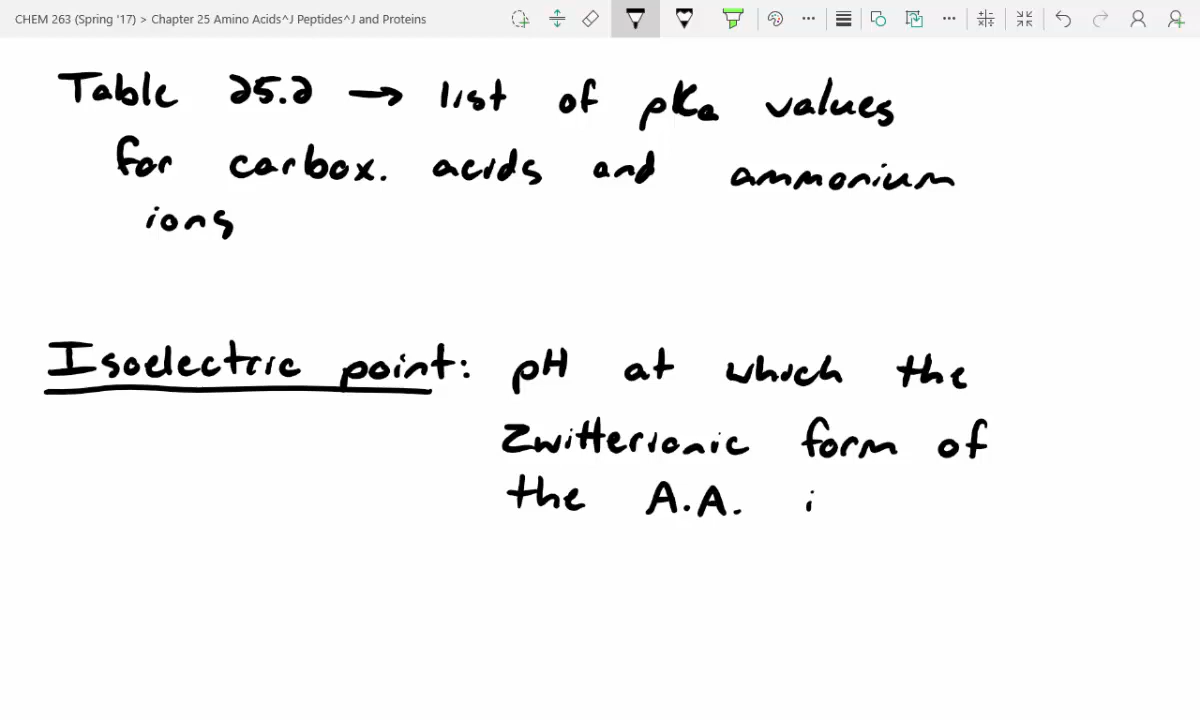 CHEM 263 (Spring '17) > Chapter 25 Amino Acids^J Peptides^J and Proteins
Table 25.2 → list of pKa values
for carbox. acids and ammonium
ions
Isoelectric point: pH at which the
zwitterionic form of
the A.A. i